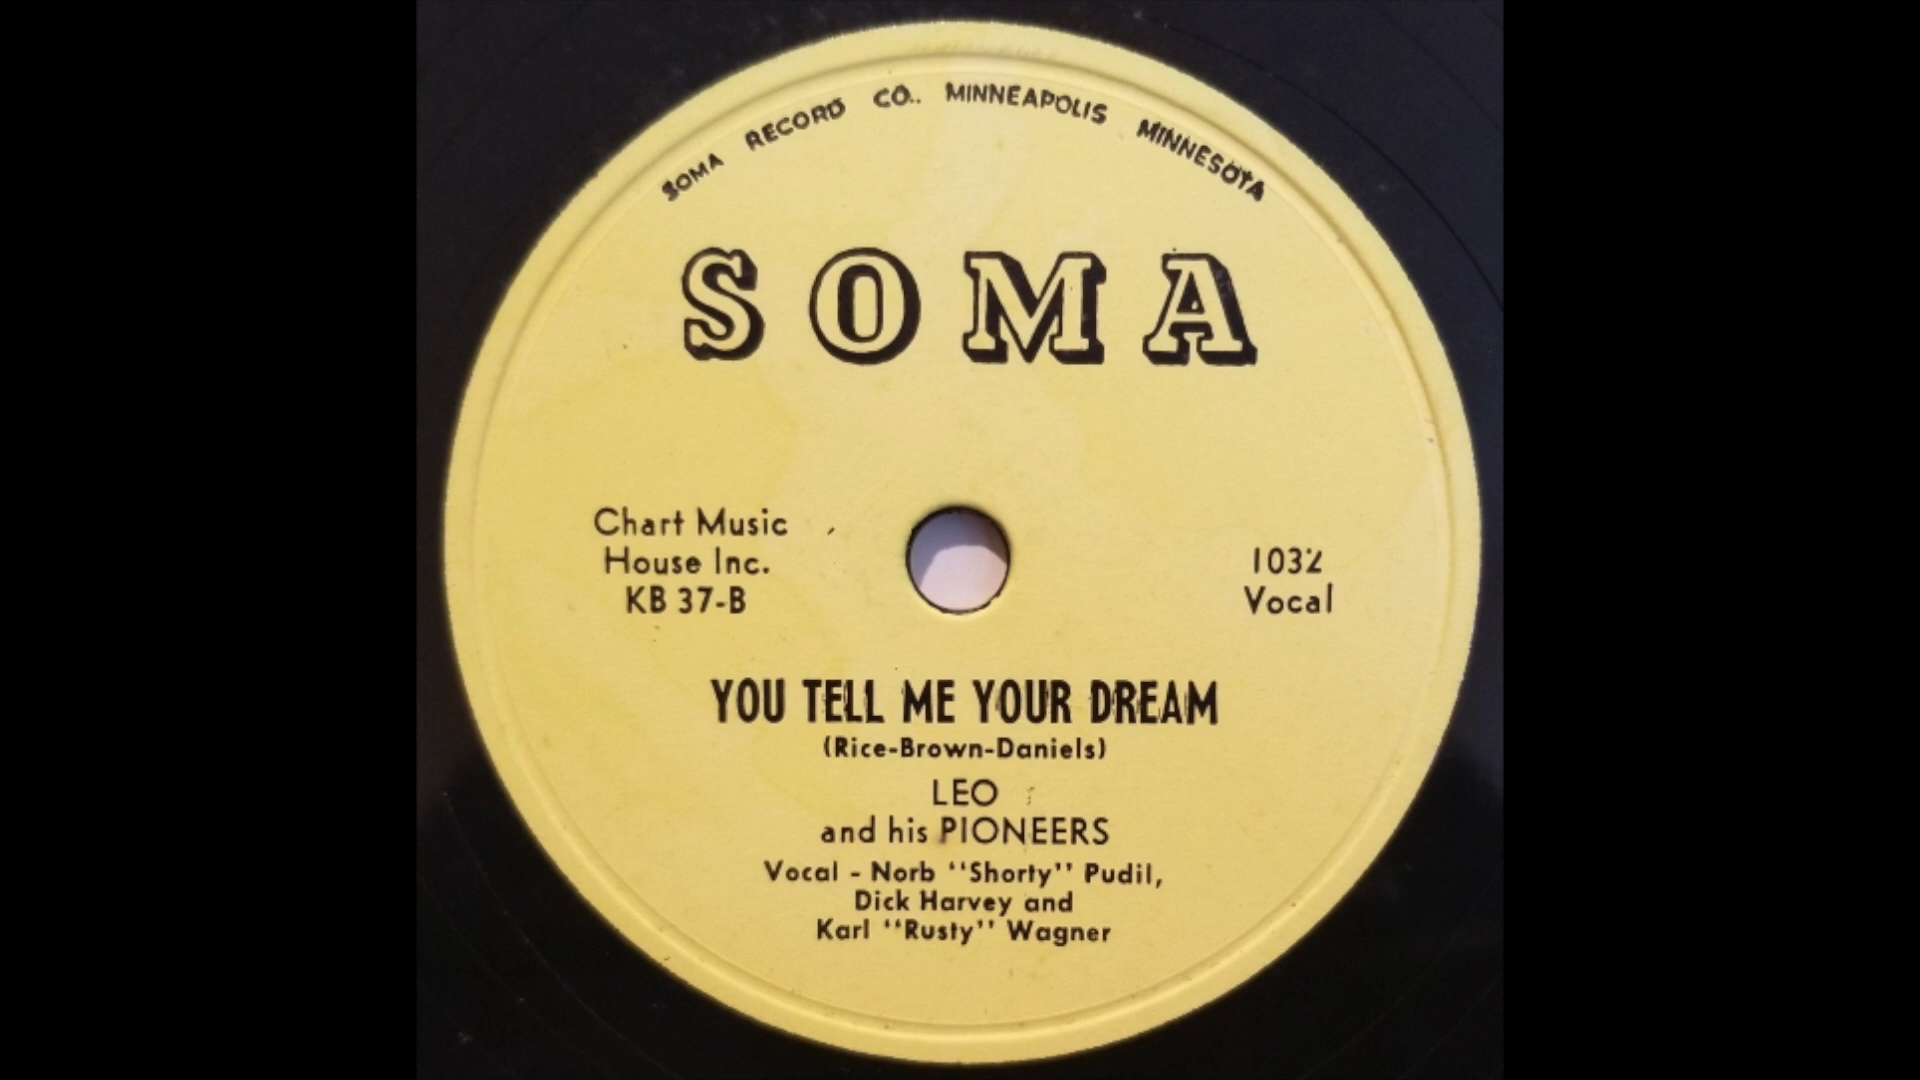 SOMA RECORD CO.. MINNEAPOLIS MINNESOTA
SOMA
Chart Music
House Inc.
KB 37-B
1032
Vocal
YOU TELL ME YOUR DREAM
(Rice-Brown-Daniels)
LEO
and his PIONEERS
Vocal - Norb "Shorty" Pudil,
Dick Harvey and
Karl "Rusty" Wagner